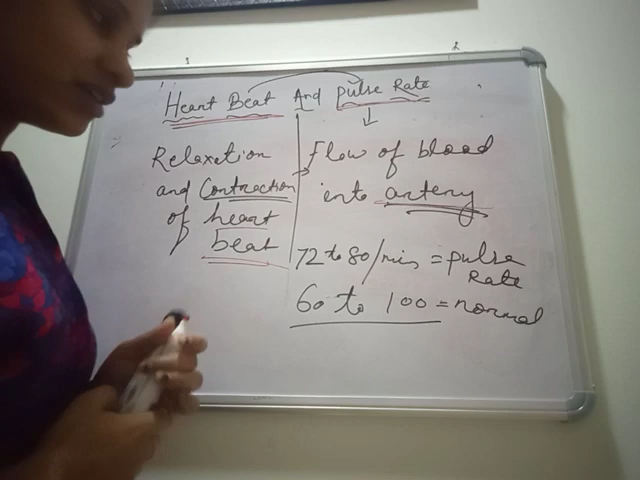 Heart Beat And pulse Rate
Relaxetion
and Contraction
of heart
beat
flow of blood
into artery
72 to 80/min = pulse
Rate
60 to 100 = normal